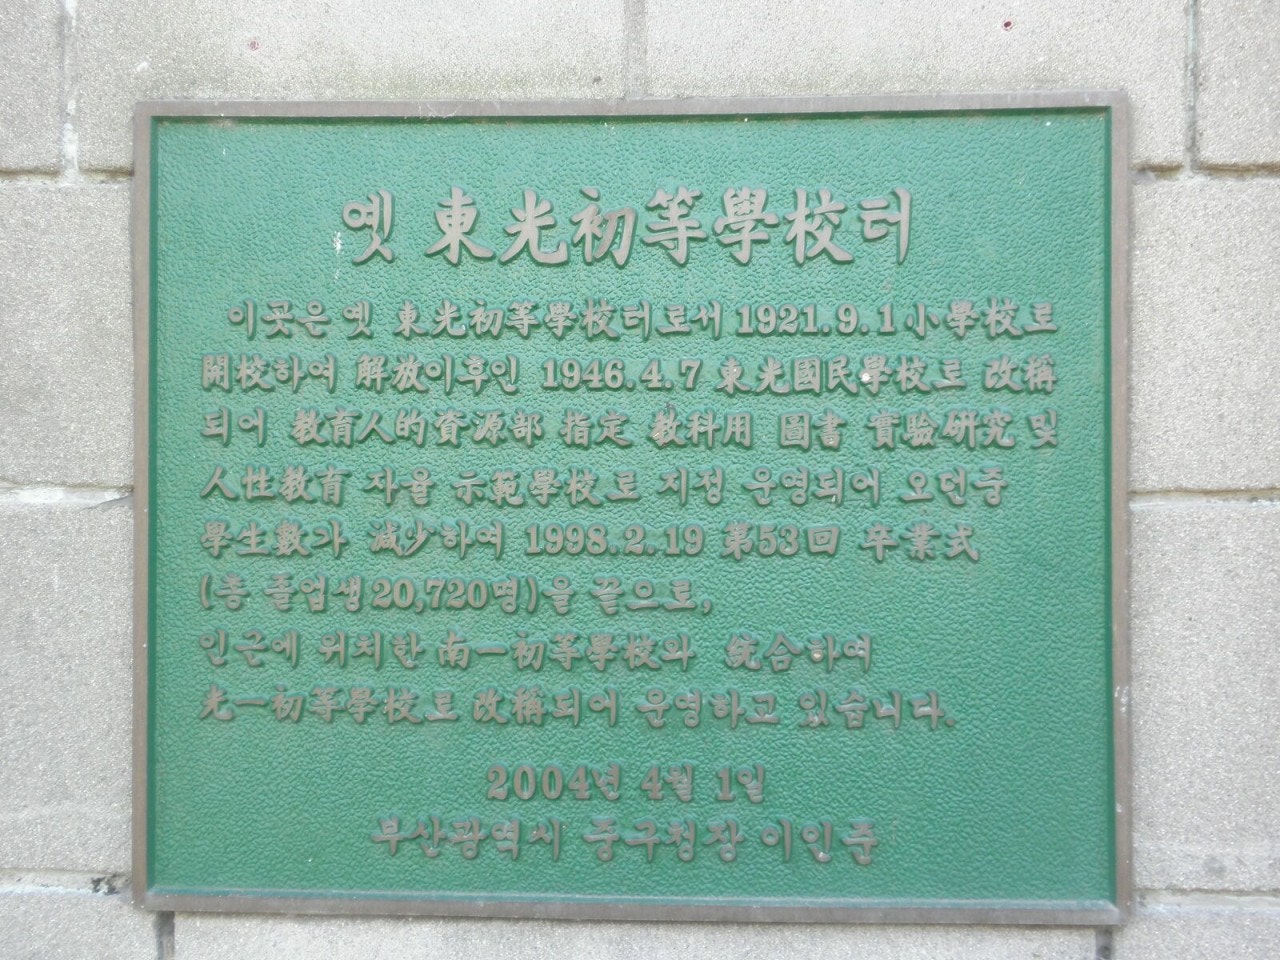 옛 東光初等學校터
이곳은 옛 東光初等學校터로서 1921.9.1 小學校로
開校하여 解放이후인 1946.4.7 東光國民學校로 改稱
되어 教育人的資源部 指定 教科用 圖書 實驗研究 및
人性教育 자율 示範學校로 지정 운영되어 오던중
學生數가 減少하여 1998.2.19 第53回 卒業式
(총 졸업생20,720명)을 끝으로,
인근에 위치한 南一初等學校와 統合하여
光一初等學校로 改稱되어 운영하고 있습니다.
2004년 4월 1일
부산광역시 중구청장 이인준